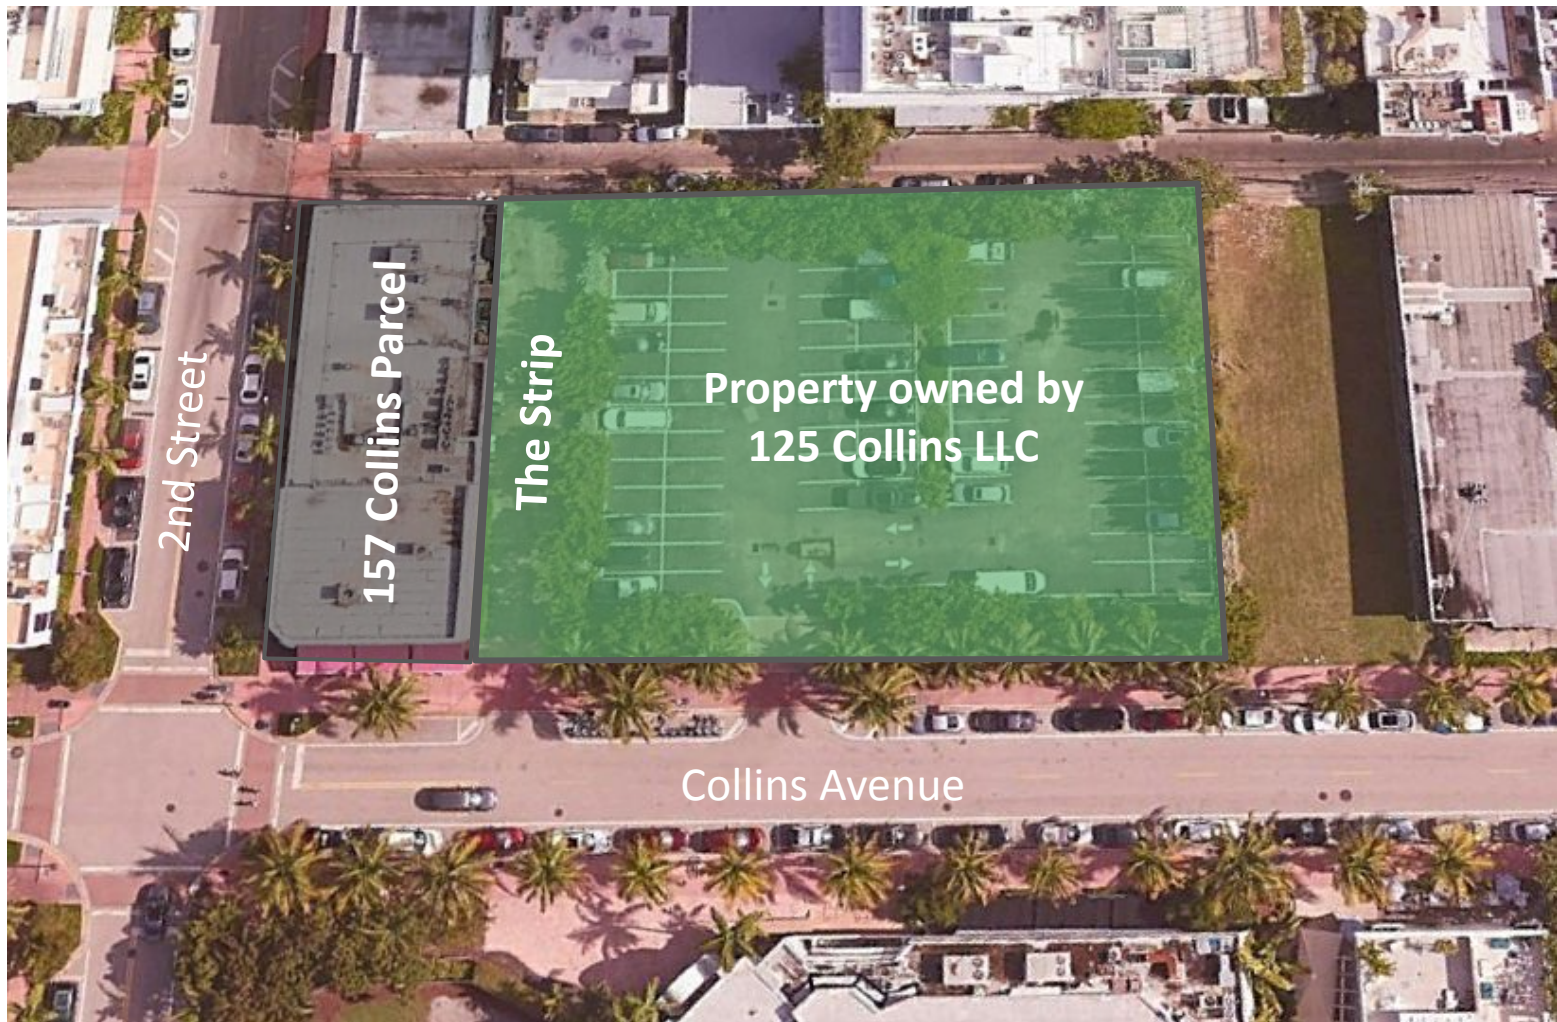 2nd Street
157 Collins Parcel
The Strip
Property owned by
125 Collins LLC
Collins Avenue